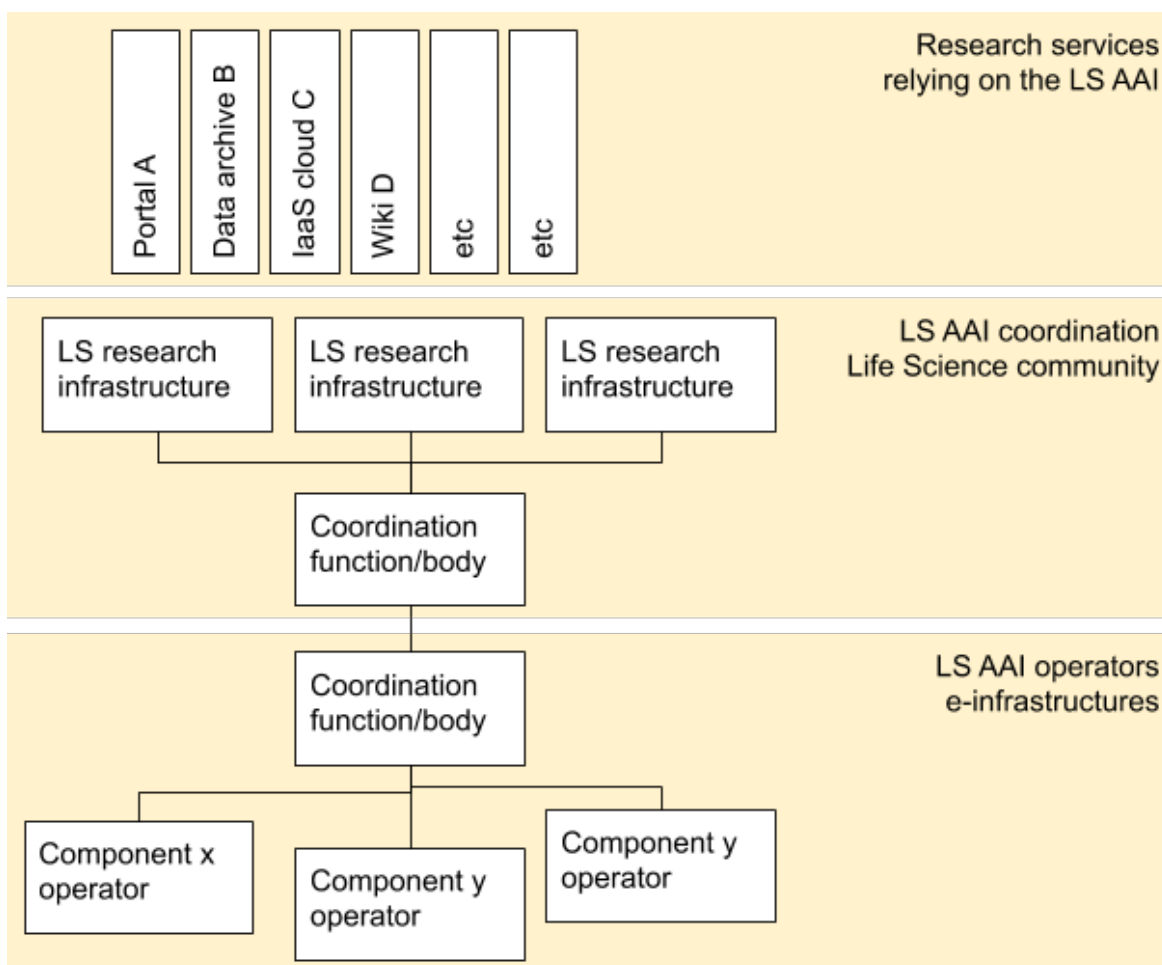 Research services
relying on the LS AAI
Portal A
Data archive B
IaaS cloud C
Wiki D
etc
etc
LS AAI coordination
Life Science community
LS research
infrastructure
LS research
infrastructure
LS research
infrastructure
Coordination
function/body
LS AAI operators
e-infrastructures
Coordination
function/body
Component x
operator
Component y
operator
Component y
operator